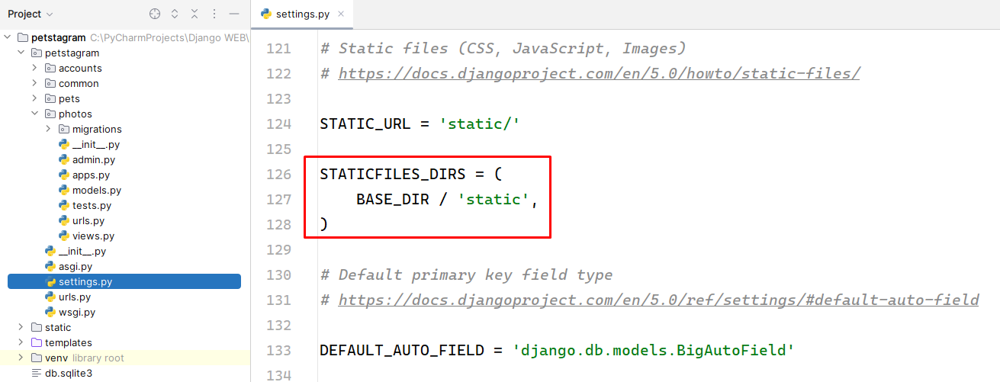 Project
petstagram C:\PyCharmProjects\Django WEB\
petstagram
accounts
common
pets
photos
migrations
__init__.py
admin.py
apps.py
models.py
tests.py
urls.py
views.py
__init__.py
asgi.py
settings.py
urls.py
wsgi.py
static
templates
venv library root
db.sqlite3
settings.py
121 # Static files (CSS, JavaScript, Images)
122 # https://docs.djangoproject.com/en/5.0/howto/static-files/
123
124 STATIC_URL = 'static/'
125
126 STATICFILES_DIRS = (
127     BASE_DIR / 'static',
128 )
129
130 # Default primary key field type
131 # https://docs.djangoproject.com/en/5.0/ref/settings/#default-auto-field
132
133 DEFAULT_AUTO_FIELD = 'django.db.models.BigAutoField'
134